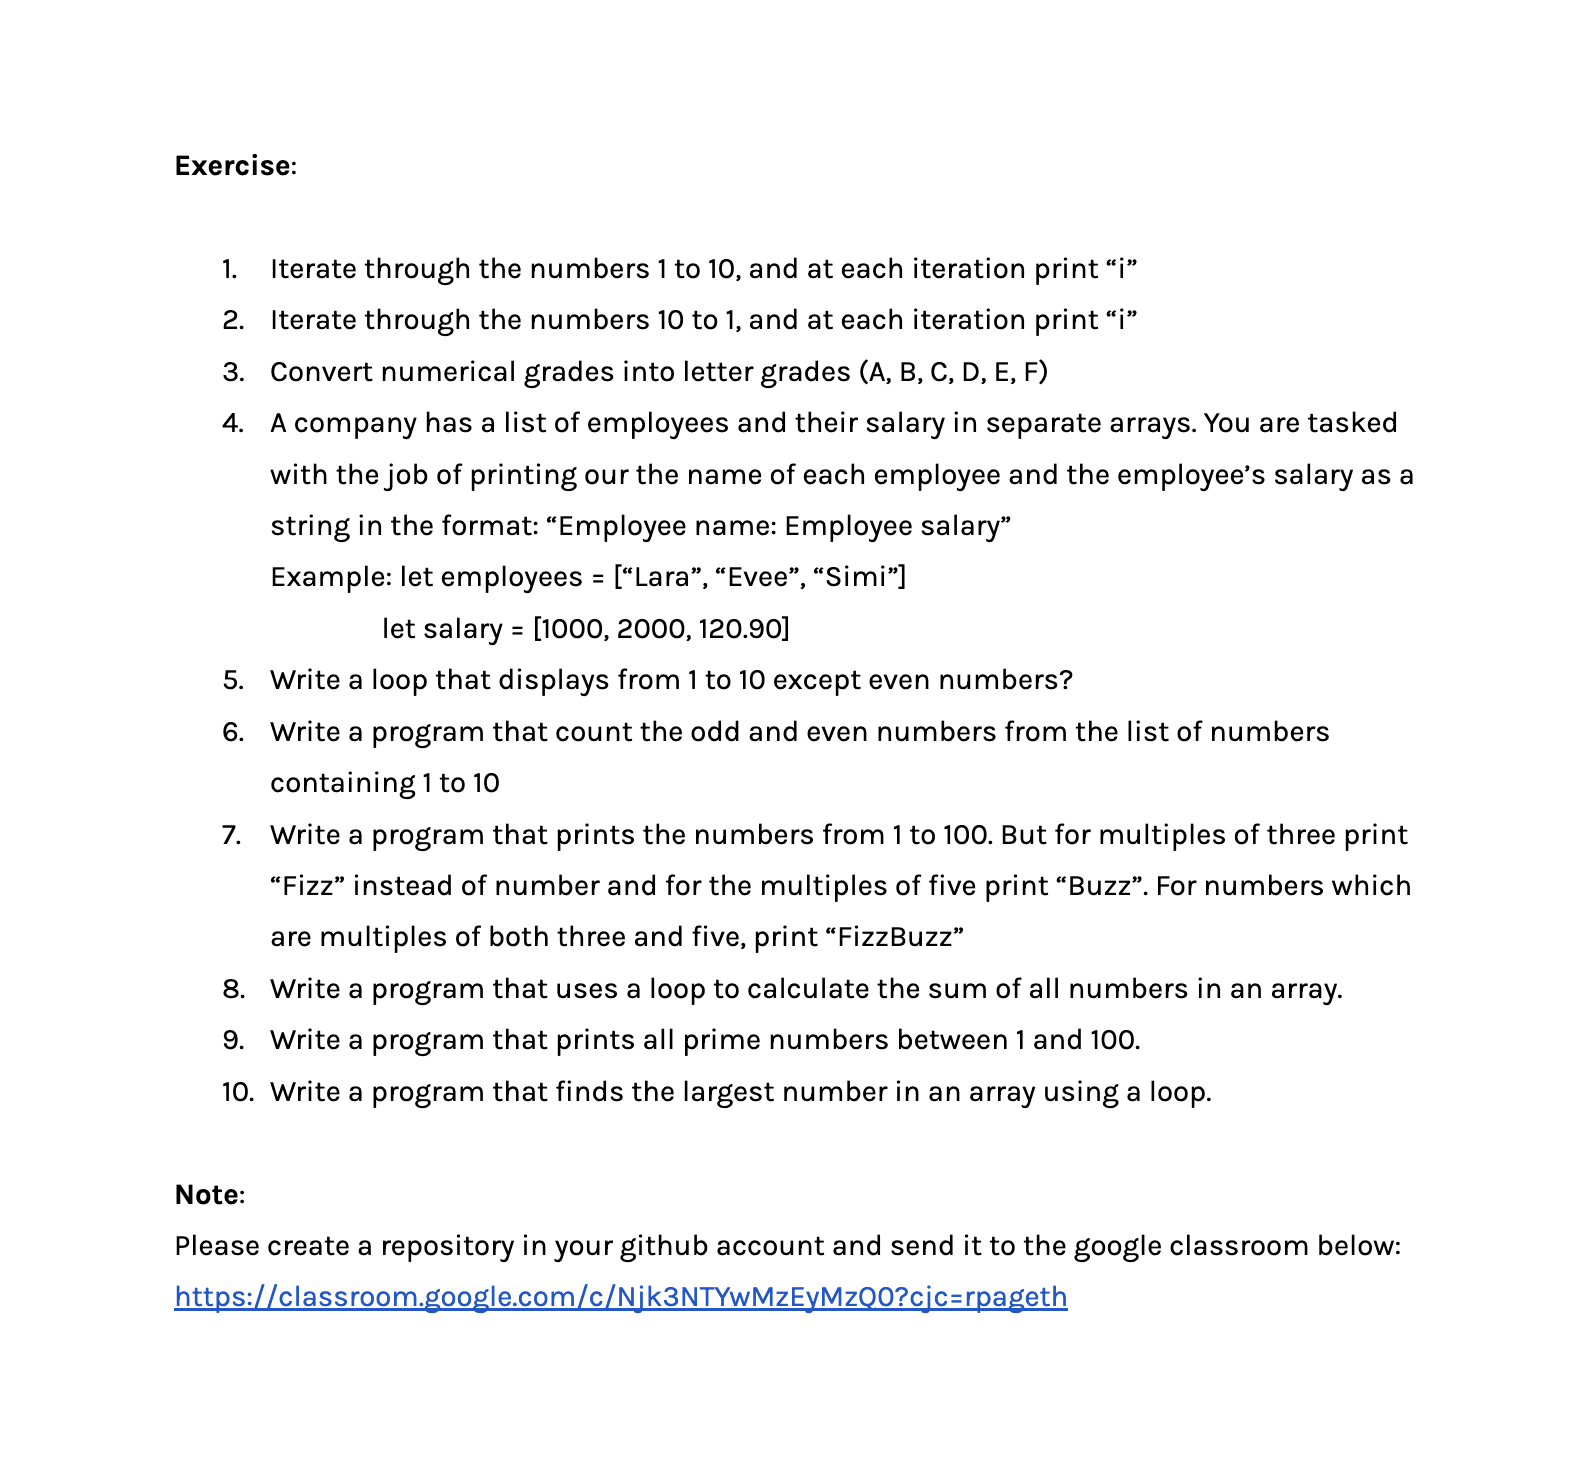 Exercise:
1. Iterate through the numbers 1 to 10, and at each iteration print “i”
2. Iterate through the numbers 10 to 1, and at each iteration print “i”
3. Convert numerical grades into letter grades (A, B, C, D, E, F)
4. A company has a list of employees and their salary in separate arrays. You are tasked
with the job of printing our the name of each employee and the employee’s salary as a
string in the format: “Employee name: Employee salary”
Example: let employees = [“Lara”, “Evee”, “Simi”]
let salary = [1000, 2000, 120.90]
5. Write a loop that displays from 1 to 10 except even numbers?
6. Write a program that count the odd and even numbers from the list of numbers
containing 1 to 10
7. Write a program that prints the numbers from 1 to 100. But for multiples of three print
“Fizz” instead of number and for the multiples of five print “Buzz”. For numbers which
are multiples of both three and five, print “FizzBuzz”
8. Write a program that uses a loop to calculate the sum of all numbers in an array.
9. Write a program that prints all prime numbers between 1 and 100.
10. Write a program that finds the largest number in an array using a loop.
Note:
Please create a repository in your github account and send it to the google classroom below:
https://classroom.google.com/c/Njk3NTYwMzEyMzQ0?cjc=rpageth